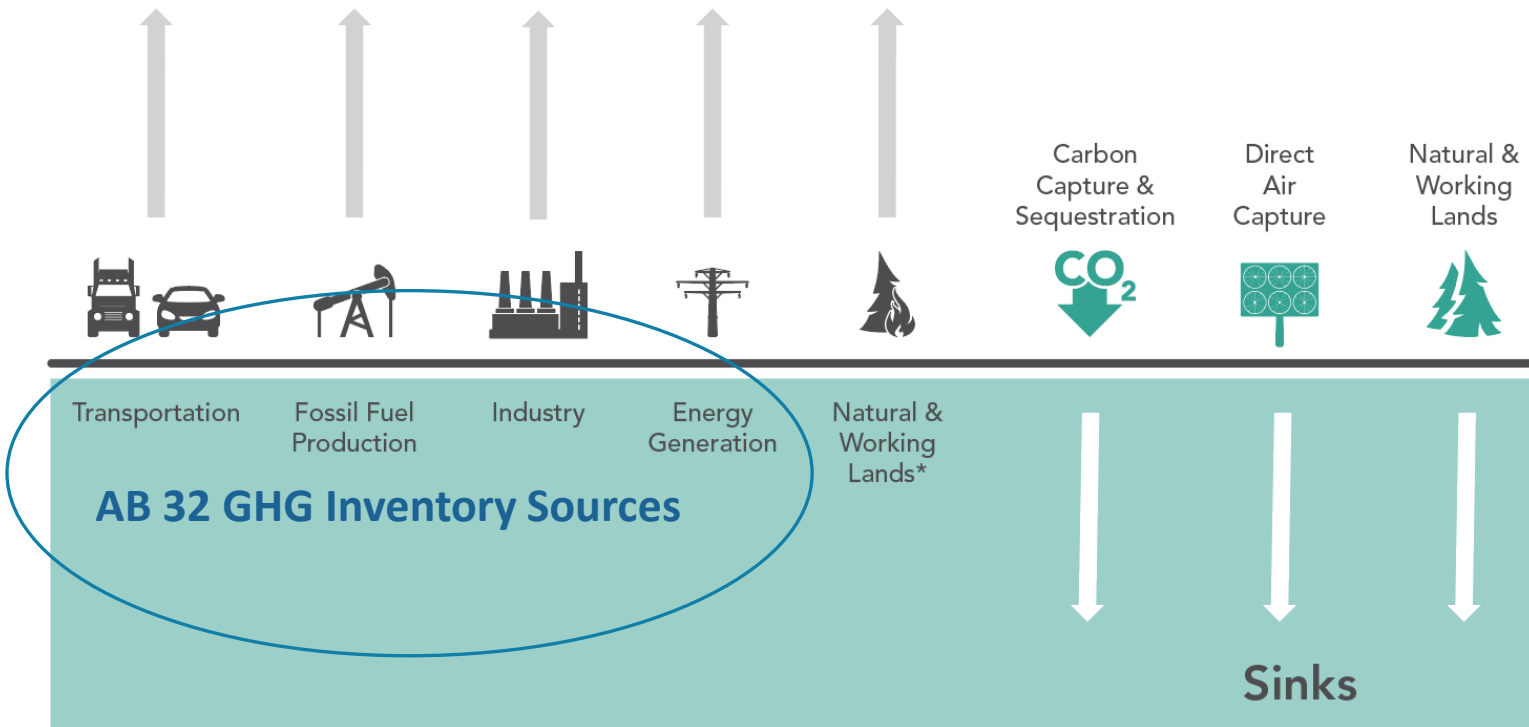 Carbon
Capture &
Sequestration
Direct
Air
Capture
Natural &
Working
Lands
CO2
Transportation
Fossil Fuel
Production
Industry
Energy
Generation
Natural &
Working
Lands*
AB 32 GHG Inventory Sources
Sinks